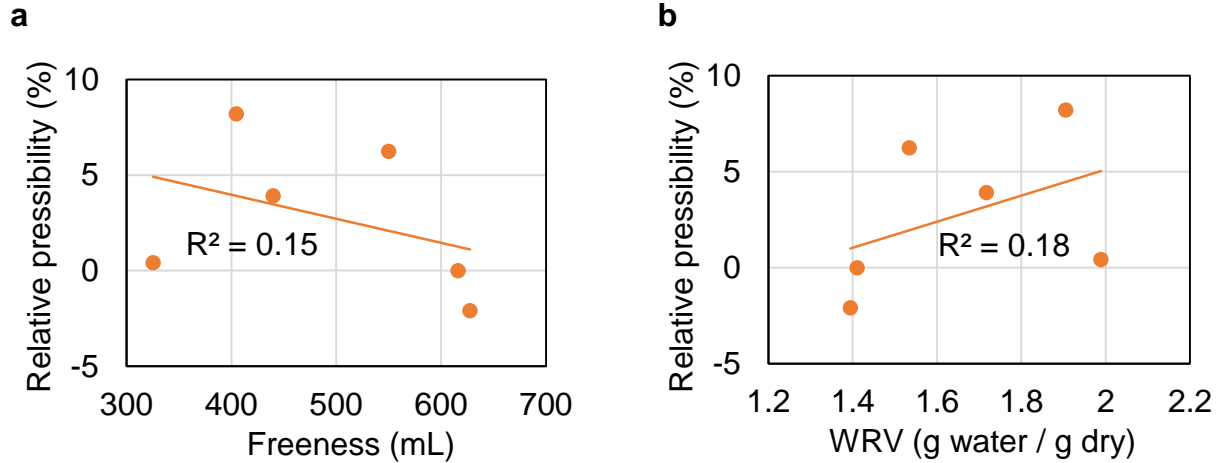 a
Relative pressibility (%)
10
5
0
-5
R² = 0.15
300 400 500 600 700
Freeness (mL)
b
Relative pressibility (%)
10
5
0
-5
R² = 0.18
1.2 1.4 1.6 1.8 2 2.2
WRV (g water / g dry)